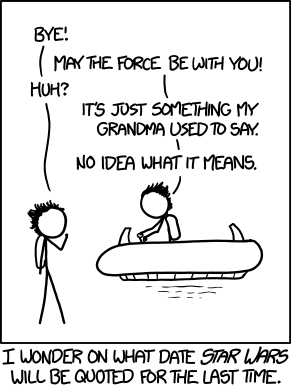 BYE!
MAY THE FORCE BE WITH YOU!
HUH?
IT'S JUST SOMETHING MY
GRANDMA USED TO SAY.
NO IDEA WHAT IT MEANS.
I WONDER ON WHAT DATE STAR WARS
WILL BE QUOTED FOR THE LAST TIME.